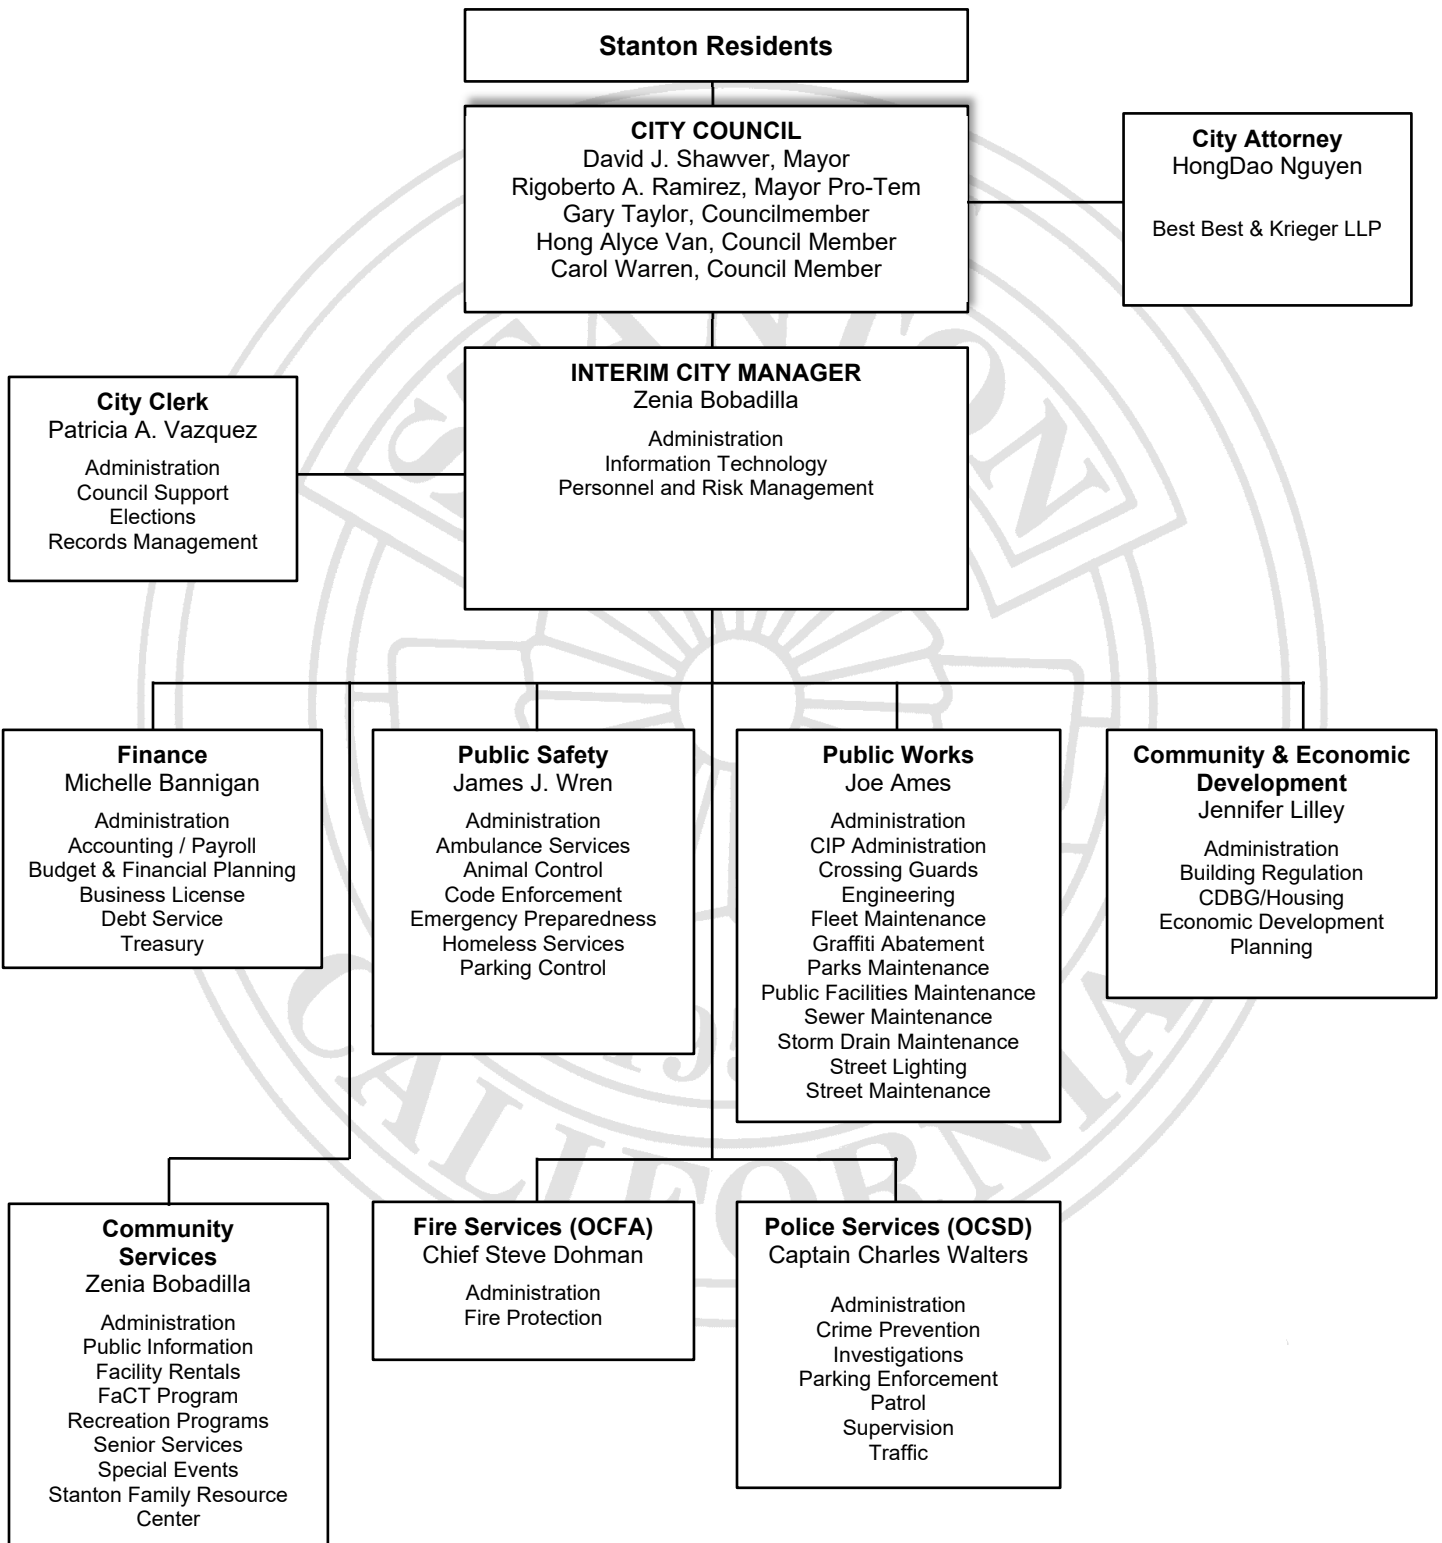 Stanton Residents
CITY COUNCIL
David J. Shawver, Mayor
Rigoberto A. Ramirez, Mayor Pro-Tem
Gary Taylor, Councilmember
Hong Alyce Van, Council Member
Carol Warren, Council Member
City Attorney
HongDao Nguyen
Best Best & Krieger LLP
INTERIM CITY MANAGER
Zenia Bobadilla
Administration
Information Technology
Personnel and Risk Management
City Clerk
Patricia A. Vazquez
Administration
Council Support
Elections
Records Management
Finance
Michelle Bannigan
Administration
Accounting / Payroll
Budget & Financial Planning
Business License
Debt Service
Treasury
Public Safety
James J. Wren
Administration
Ambulance Services
Animal Control
Code Enforcement
Emergency Preparedness
Homeless Services
Parking Control
Public Works
Joe Ames
Administration
CIP Administration
Crossing Guards
Engineering
Fleet Maintenance
Graffiti Abatement
Parks Maintenance
Public Facilities Maintenance
Sewer Maintenance
Storm Drain Maintenance
Street Lighting
Street Maintenance
Community & Economic
Development
Jennifer Lilley
Administration
Building Regulation
CDBG/Housing
Economic Development
Planning
Community
Services
Zenia Bobadilla
Administration
Public Information
Facility Rentals
FaCT Program
Recreation Programs
Senior Services
Special Events
Stanton Family Resource
Center
Fire Services (OCFA)
Chief Steve Dohman
Administration
Fire Protection
Police Services (OCSD)
Captain Charles Walters
Administration
Crime Prevention
Investigations
Parking Enforcement
Patrol
Supervision
Traffic
STANTON
CALIFORNIA